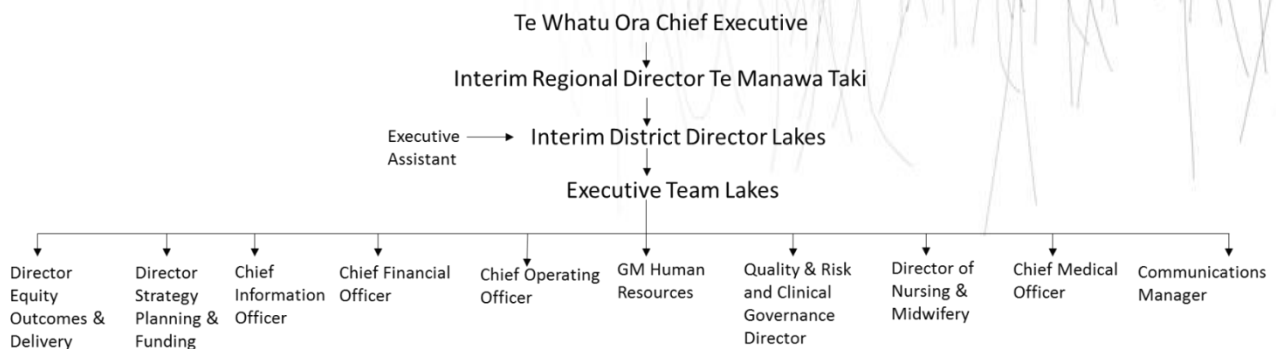 Te Whatu Ora Chief Executive
Interim Regional Director Te Manawa Taki
Executive
Assistant
Interim District Director Lakes
Executive Team Lakes
Director
Equity
Outcomes &
Delivery
Director
Strategy
Planning &
Funding
Chief
Information
Officer
Chief Financial
Officer
Chief Operating
Officer
GM Human
Resources
Quality & Risk
and Clinical
Governance
Director
Director of
Nursing &
Midwifery
Chief Medical
Officer
Communications
Manager